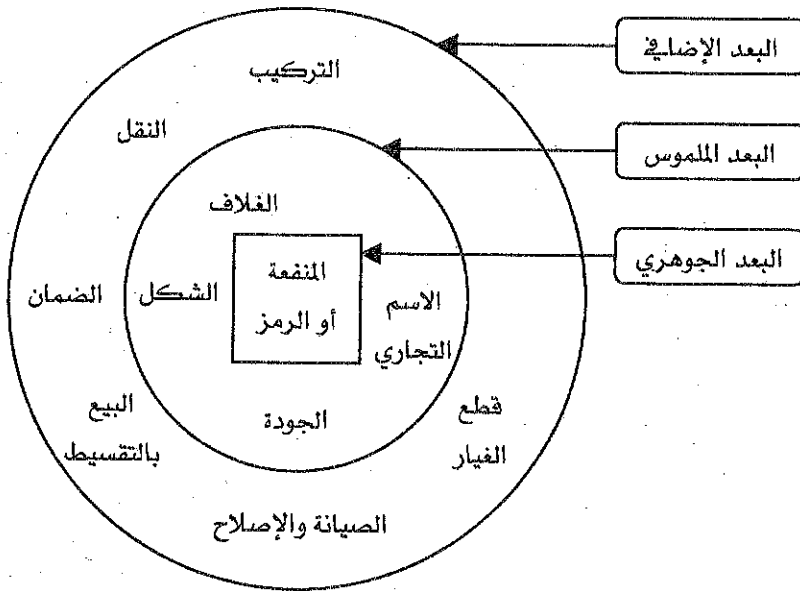 البعد الإضافي
التركيب
النقل
البعد الملموس
الغلاف
البعد الجوهري
المنفعة
أو الرمز
الاسم
التجاري
الشكل
الضمان
الجودة
قطع
الغيار
البيع
بالتقسيط
الصيانة والإصلاح